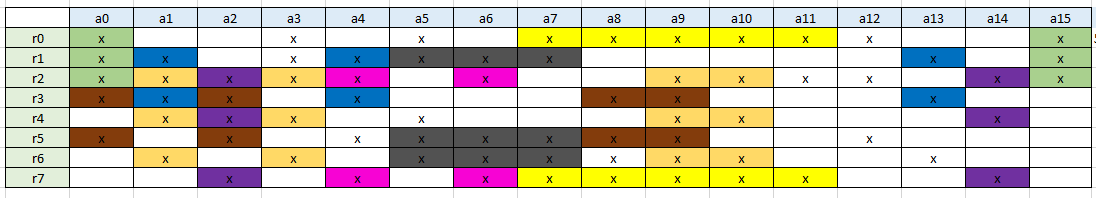 a0 a1 a2 a3 a4 a5 a6 a7 a8 a9 a10 a11 a12 a13 a14 a15
r0 x x x x x x x x x x
r1 x x x x x x x x x
r2 x x x x x x x x x x x x
r3 x x x x x x x
r4 x x x x x x x
r5 x x x x x x x x x
r6 x x x x x x x x x
r7 x x x x x x x x x